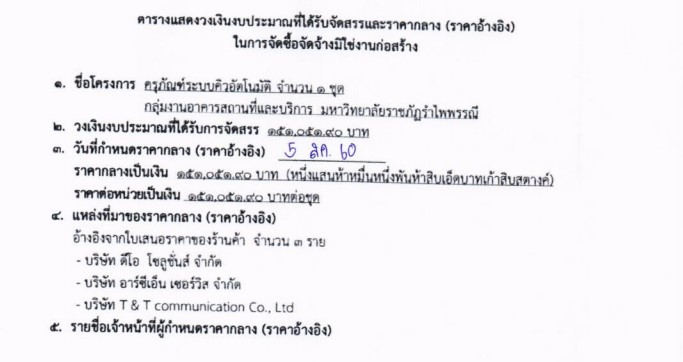 ตารางแสดงวงเงินงบประมาณที่ได้รับจัดสรรและราคากลาง (ราคาอ้างอิง)
ในการจัดซื้อจัดจ้างมิใช่งานก่อสร้าง
๑. ชื่อโครงการ ครุภัณฑ์ระบบคิวอัตโนมัติ จำนวน ๑ ชุด
กลุ่มงานอาคารสถานที่และบริการ มหาวิทยาลัยราชภัฏรำไพพรรณี
๒. วงเงินงบประมาณที่ได้รับการจัดสรร ๑๕๑,๐๕๑.๙๐ บาท
๓. วันที่กำหนดราคากลาง (ราคาอ้างอิง) 5 สค. 60
ราคากลางเป็นเงิน ๑๕๑,๐๕๑.๙๐ บาท (หนึ่งแสนห้าหมื่นหนึ่งพันห้าสิบเอ็ดบาทเก้าสิบสตางค์)
ราคาต่อหน่วยเป็นเงิน ๑๕๑,๐๕๑.๙๐ บาทต่อชุด
๔. แหล่งที่มาของราคากลาง (ราคาอ้างอิง)
อ้างอิงจากใบเสนอราคาของร้านค้า จำนวน ๓ ราย
- บริษัท ดีโอ โซลูชั่นส์ จำกัด
- บริษัท อาร์ซีเอ็น เซอร์วิส จำกัด
- บริษัท T & T communication Co., Ltd
๕. รายชื่อเจ้าหน้าที่ผู้กำหนดราคากลาง (ราคาอ้างอิง)